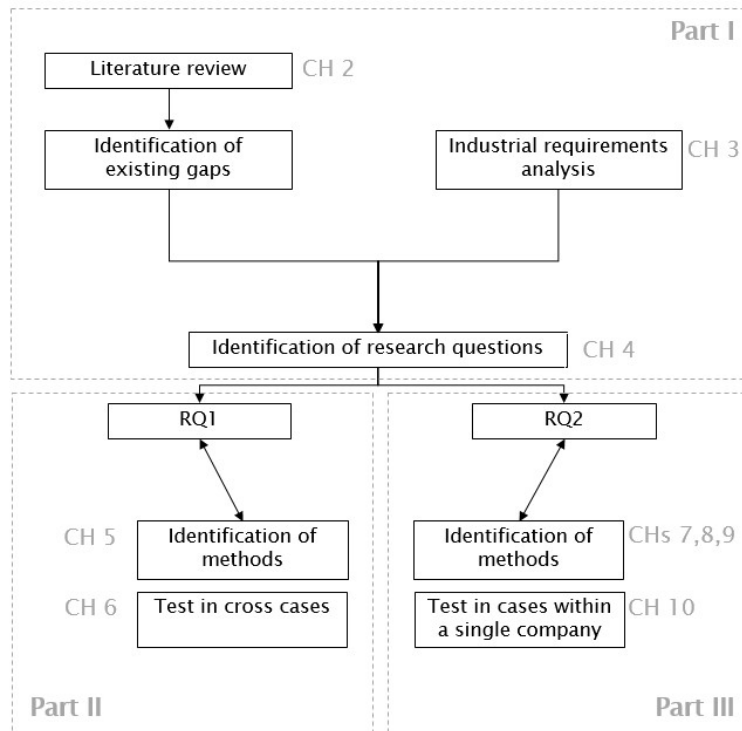 Part I
Literature review
CH 2
Identification of
existing gaps
Industrial requirements
analysis
CH 3
Identification of research questions
CH 4
RQ1
RQ2
CH 5
Identification of
methods
Identification of
methods
CHs 7,8,9
CH 6
Test in cross cases
Test in cases within
a single company
CH 10
Part II
Part III